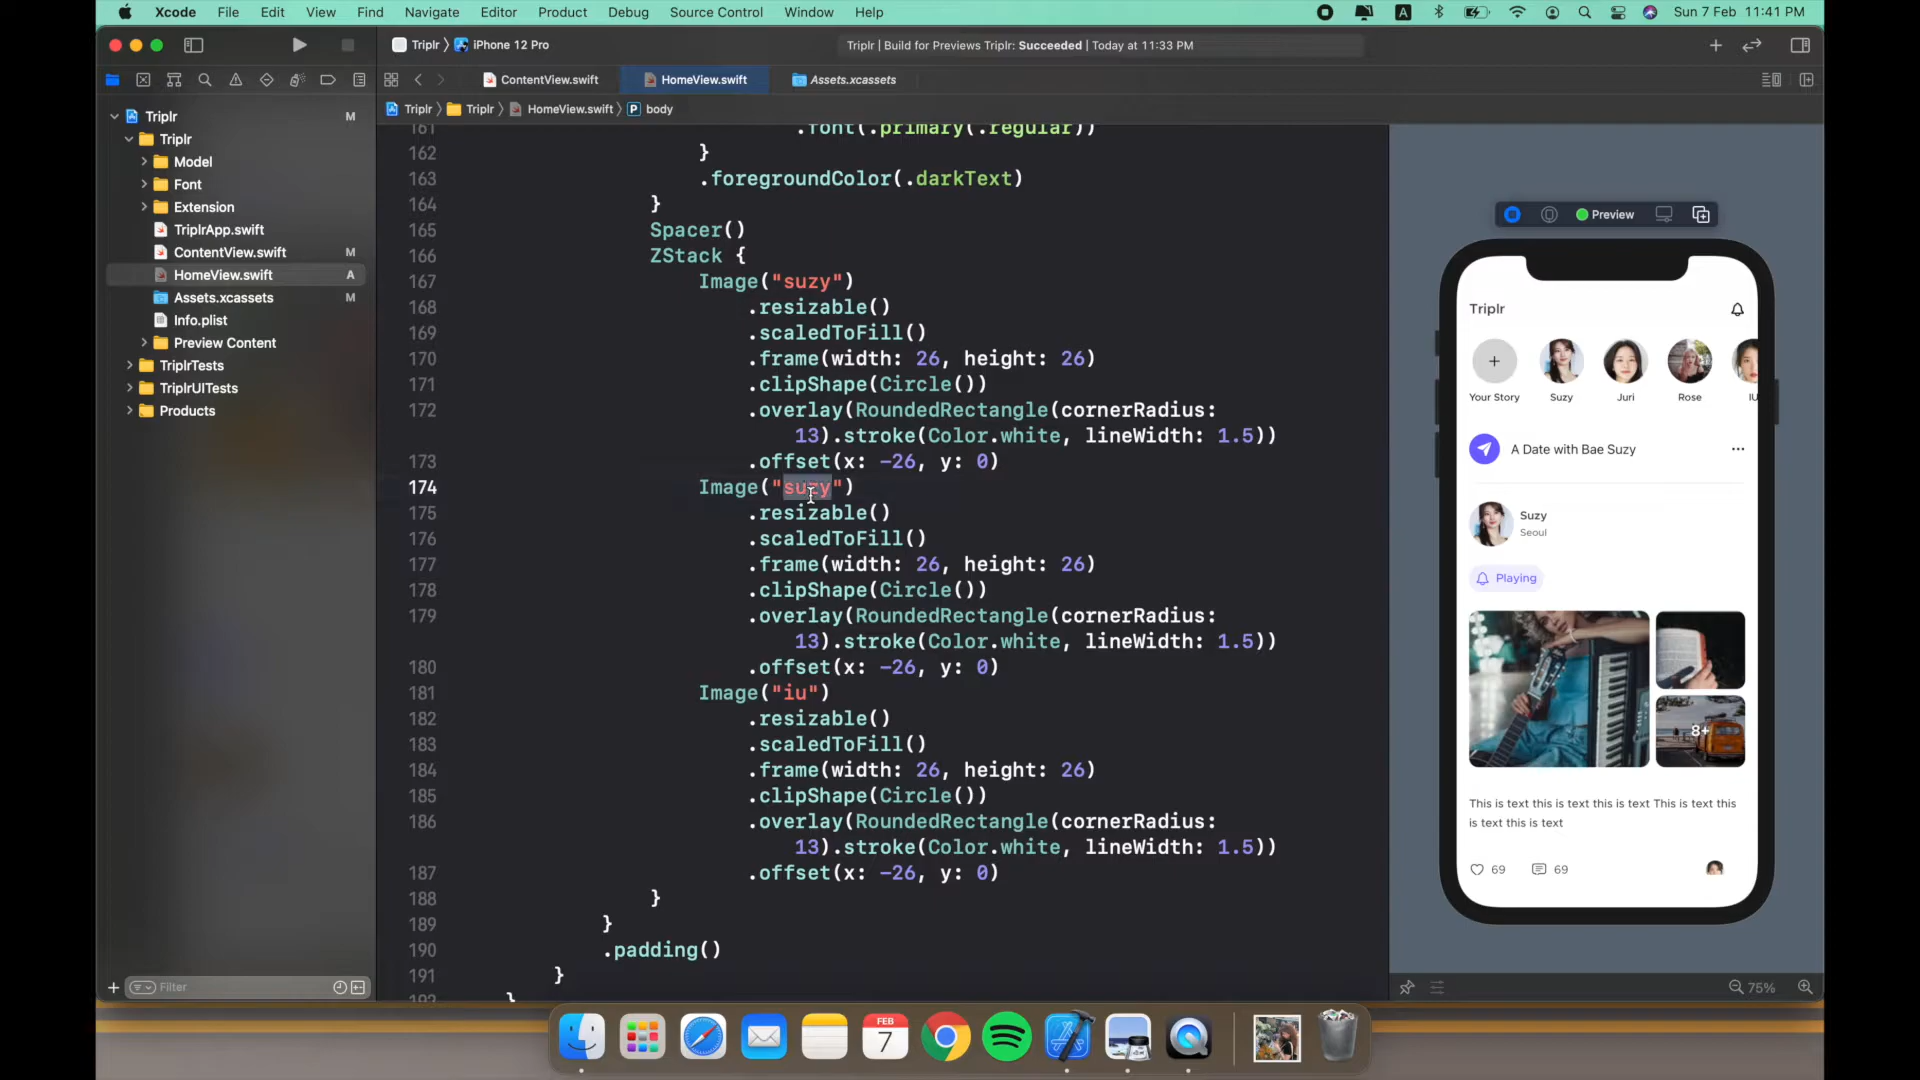 Xcode File Edit View Find Navigate Editor Product Debug Source Control Window Help
A
Sun 7 Feb 11:41 PM
Triplr 〉 iPhone 12 Pro
Triplr | Build for Previews Triplr: Succeeded | Today at 11:33 PM
ContentView.swift
HomeView.swift
Assets.xcassets
Triplr 〉 Triplr 〉 HomeView.swift 〉 P body
Triplr M
Triplr
Model
Font
Extension
TriplrApp.swift
ContentView.swift M
HomeView.swift A
Assets.xcassets M
Info.plist
Preview Content
TriplrTests
TriplrUITests
Products
Filter
161 .font(.primary(.regular))
162 }
163 .foregroundColor(.darkText)
164 }
165 Spacer()
166 ZStack {
167 Image("suzy")
168 .resizable()
169 .scaledToFill()
170 .frame(width: 26, height: 26)
171 .clipShape(Circle())
172 .overlay(RoundedRectangle(cornerRadius:
13).stroke(Color.white, lineWidth: 1.5))
173 .offset(x: -26, y: 0)
174 Image("suzy")
175 .resizable()
176 .scaledToFill()
177 .frame(width: 26, height: 26)
178 .clipShape(Circle())
179 .overlay(RoundedRectangle(cornerRadius:
13).stroke(Color.white, lineWidth: 1.5))
180 .offset(x: -26, y: 0)
181 Image("iu")
182 .resizable()
183 .scaledToFill()
184 .frame(width: 26, height: 26)
185 .clipShape(Circle())
186 .overlay(RoundedRectangle(cornerRadius:
13).stroke(Color.white, lineWidth: 1.5))
187 .offset(x: -26, y: 0)
188 }
189 }
190 .padding()
191 }
192 }
Preview
Triplr
Your Story
Suzy
Juri
Rose
IU
A Date with Bae Suzy
Suzy
Seoul
Playing
8+
This is text this is text this is text This is text this
is text this is text
69 69
75%
FEB
7